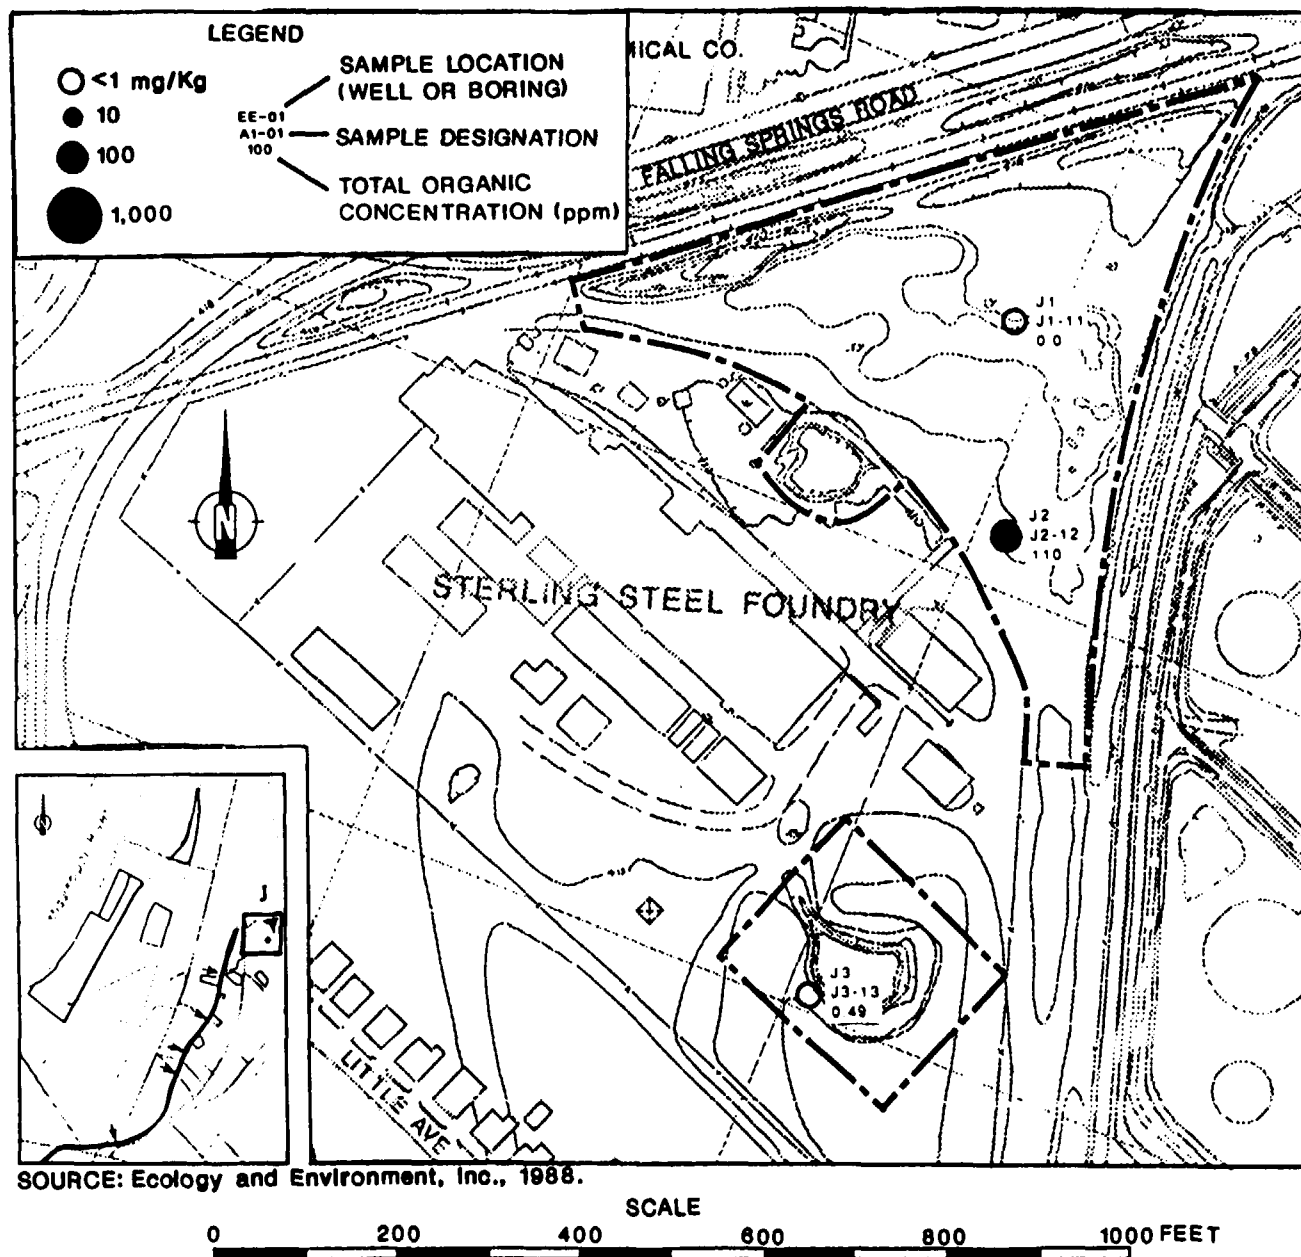 LEGEND
<1 mg/Kg
10
100
1,000
EE-01
A1-01
100
SAMPLE LOCATION
(WELL OR BORING)
SAMPLE DESIGNATION
TOTAL ORGANIC
CONCENTRATION (ppm)
ICAL CO.
FALLING SPRINGS ROAD
J1
J1-11
0 0
J2
J2-12
110
N
STERLING STEEL FOUNDRY
J3
J3-13
0 49
J
LITTLE AVE
SOURCE: Ecology and Environment, Inc., 1988.
SCALE
0 200 400 600 800 1000 FEET